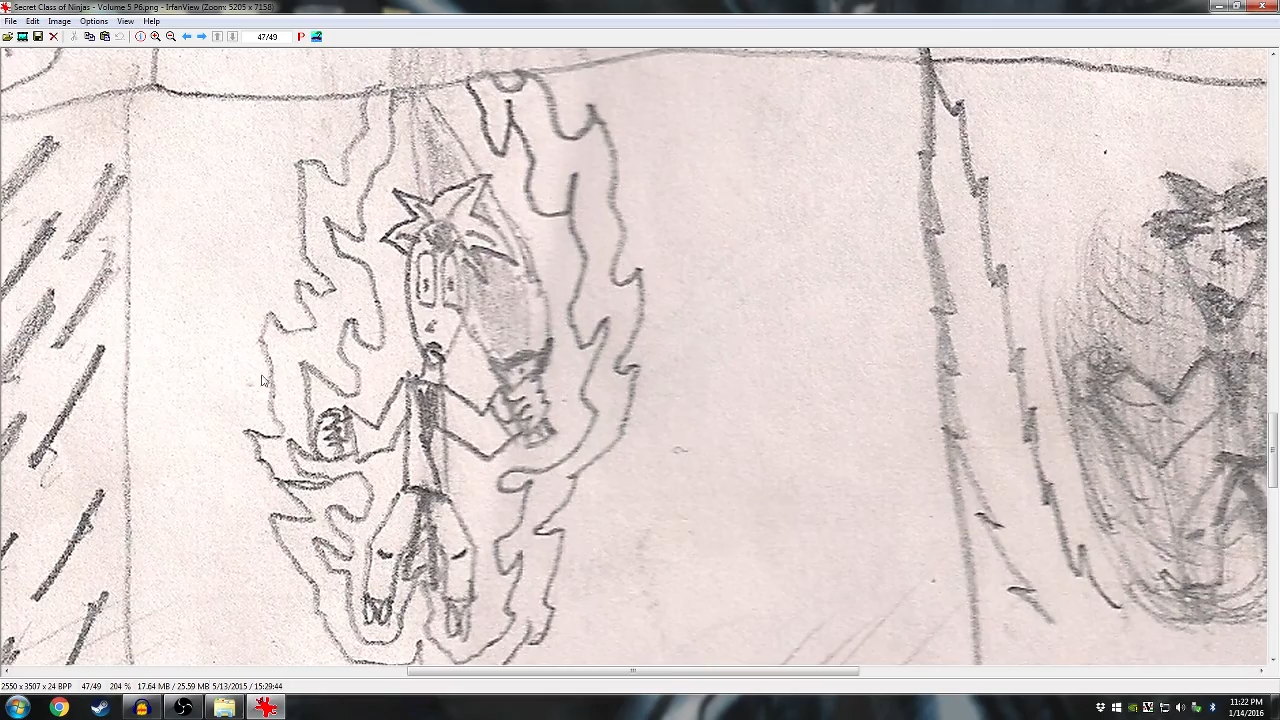 Secret Class of Ninjas - Volume 5 P6.png - IrfanView (Zoom: 5205 x 7158)
File Edit Image Options View Help
47/49
2550 x 3507 x 24 BPP 47/49 204 % 17.64 MB / 25.59 MB 5/13/2015 / 15:29:44
11:22 PM
1/14/2016